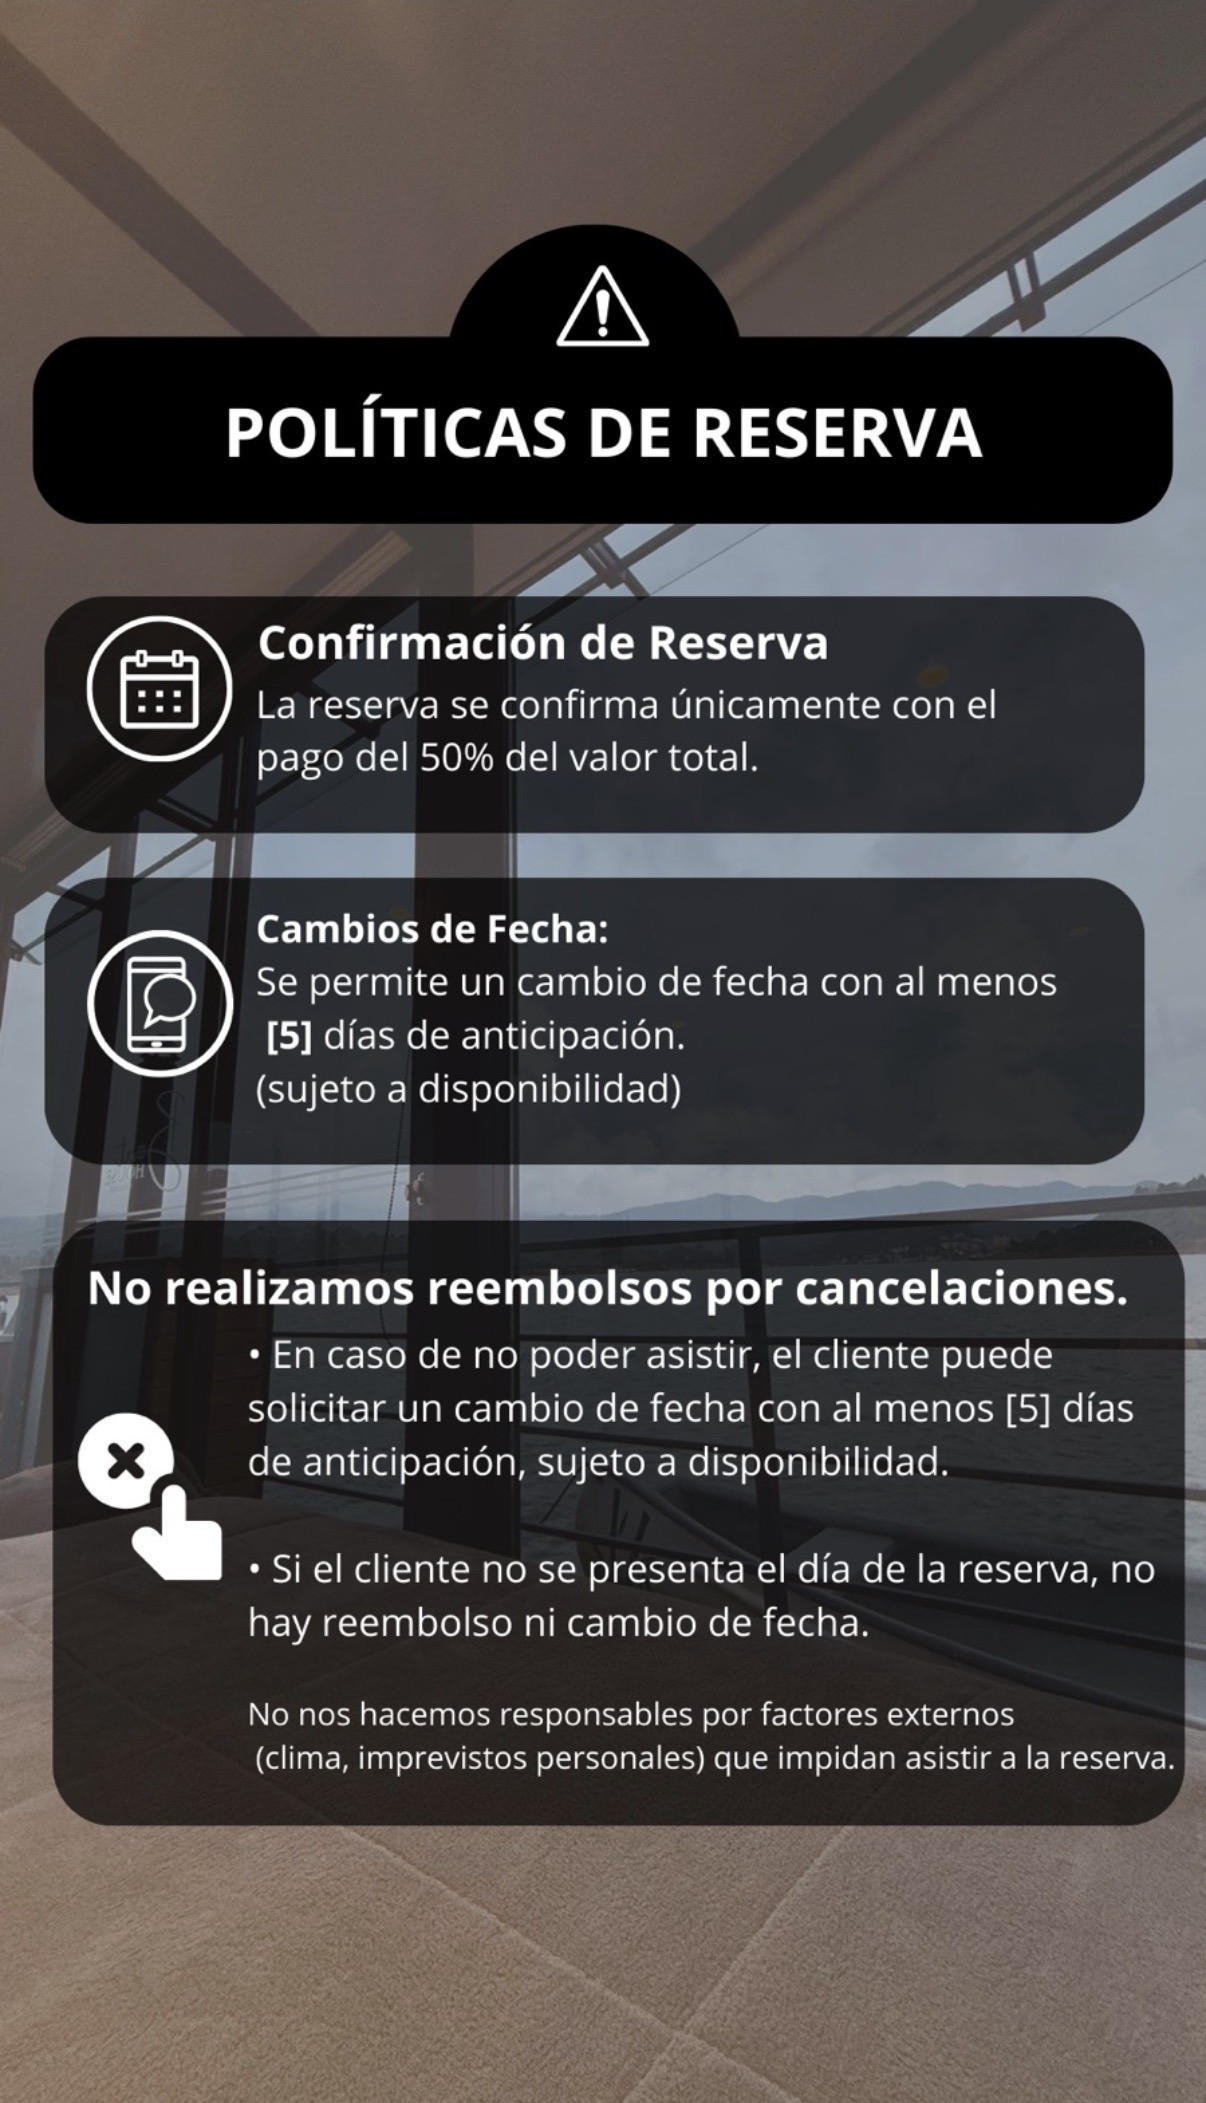 POLÍTICAS DE RESERVA
Confirmación de Reserva
La reserva se confirma únicamente con el
pago del 50% del valor total.
Cambios de Fecha:
Se permite un cambio de fecha con al menos
[5] días de anticipación.
(sujeto a disponibilidad)
No realizamos reembolsos por cancelaciones.
• En caso de no poder asistir, el cliente puede
solicitar un cambio de fecha con al menos [5] días
de anticipación, sujeto a disponibilidad.
• Si el cliente no se presenta el día de la reserva, no
hay reembolso ni cambio de fecha.
No nos hacemos responsables por factores externos
(clima, imprevistos personales) que impidan asistir a la reserva.